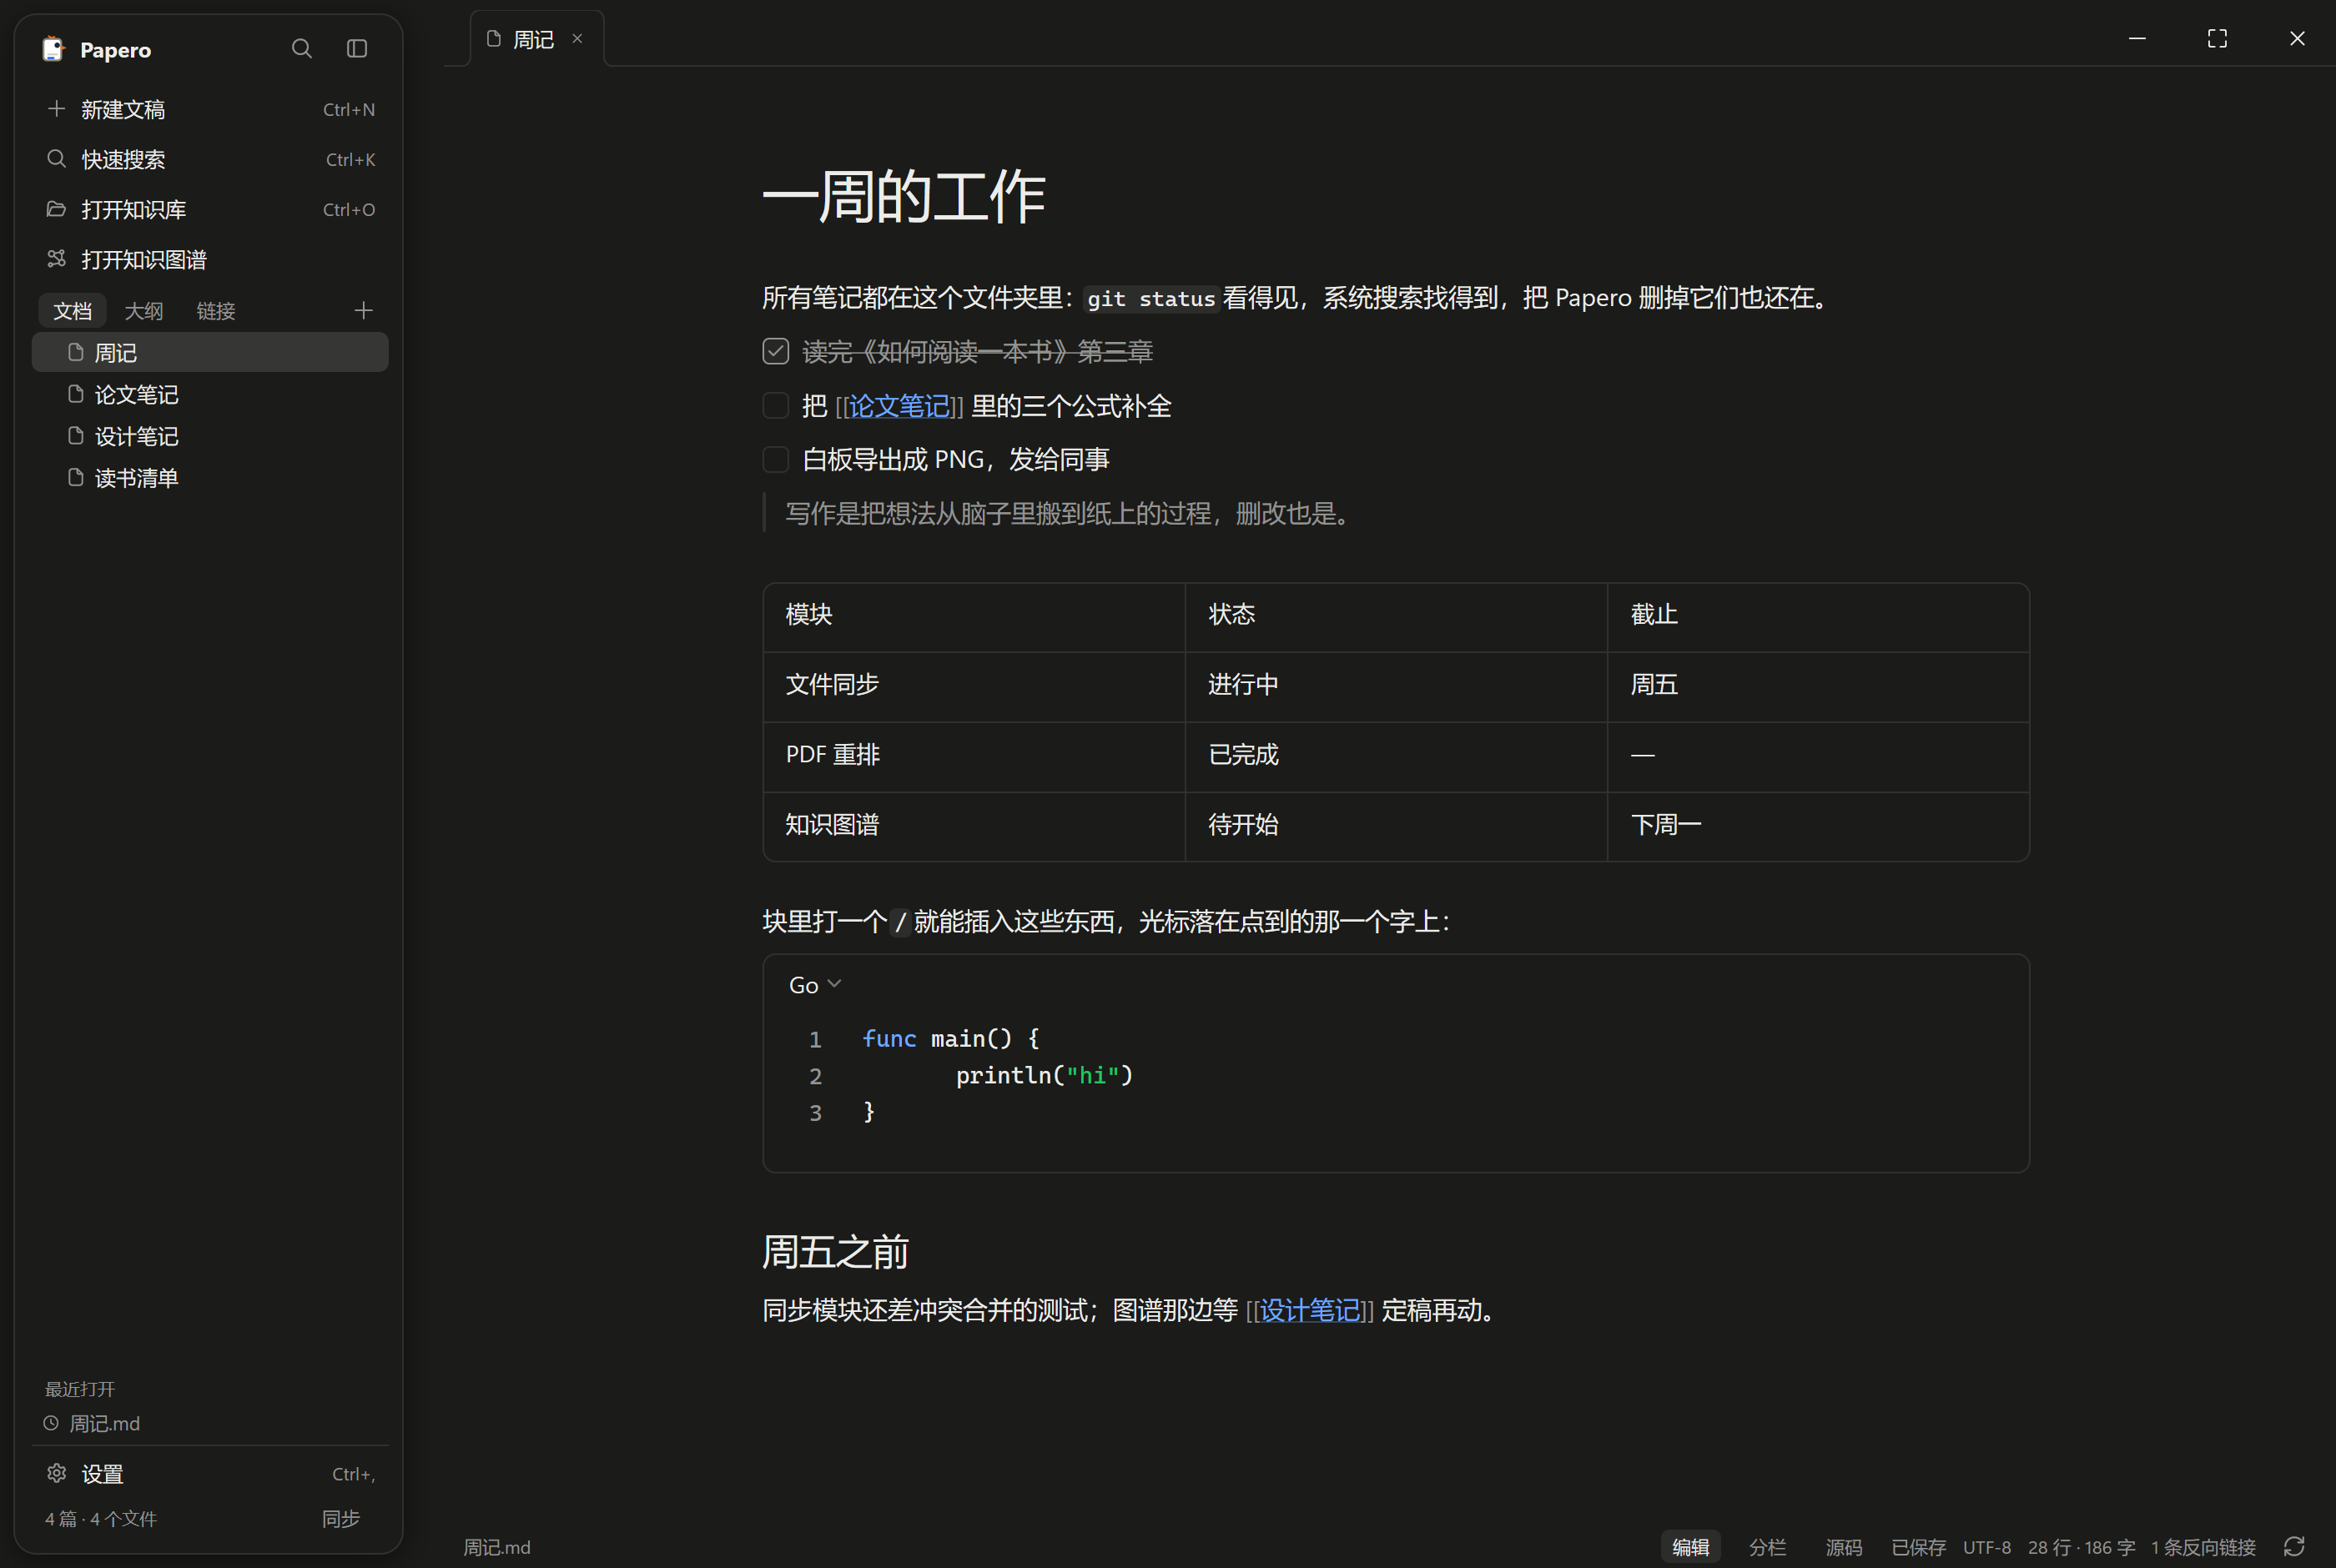 Papero
新建文稿 Ctrl+N
快速搜索 Ctrl+K
打开知识库 Ctrl+O
打开知识图谱
文档 大纲 链接
周记
论文笔记
设计笔记
读书清单
最近打开
周记.md
设置 Ctrl+,
4 篇 · 4 个文件 同步
周记
一周的工作
所有笔记都在这个文件夹里：git status看得见，系统搜索找得到，把 Papero 删掉它们也还在。
读完《如何阅读一本书》第三章
把 [[论文笔记]] 里的三个公式补全
白板导出成 PNG，发给同事
写作是把想法从脑子里搬到纸上的过程，删改也是。
模块 状态 截止
文件同步 进行中 周五
PDF 重排 已完成 —
知识图谱 待开始 下周一
块里打一个/就能插入这些东西，光标落在点到的那一个字上：
Go
1 func main() {
2 println("hi")
3 }
周五之前
同步模块还差冲突合并的测试；图谱那边等 [[设计笔记]] 定稿再动。
周记.md 编辑 分栏 源码 已保存 UTF-8 28 行 · 186 字 1 条反向链接